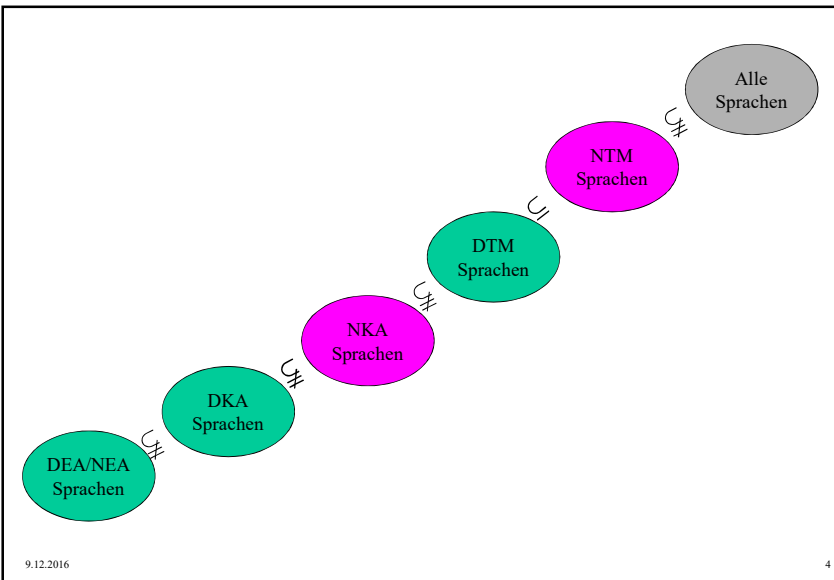 Alle
Sprachen
⊊
NTM
Sprachen
⊆
DTM
Sprachen
⊊
NKA
Sprachen
⊊
DKA
Sprachen
⊊
DEA/NEA
Sprachen
9.12.2016
4